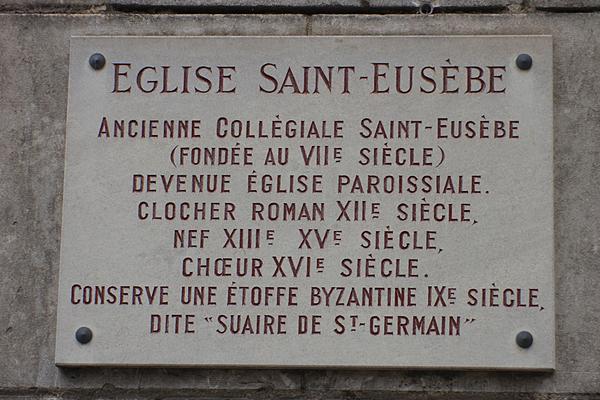 EGLISE SAINT-EUSÈBE
ANCIENNE COLLÈGIALE SAINT-EUSÈBE
(FONDÉE AU VIIE SIÈCLE)
DEVENUE ÉGLISE PAROISSIALE.
CLOCHER ROMAN XIIE SIÈCLE,
NEF XIIIE XVE SIÈCLE,
CHŒUR XVIE SIÈCLE.
CONSERVE UNE ÉTOFFE BYZANTINE IXE SIÈCLE,
DITE "SUAIRE DE ST-GERMAIN"